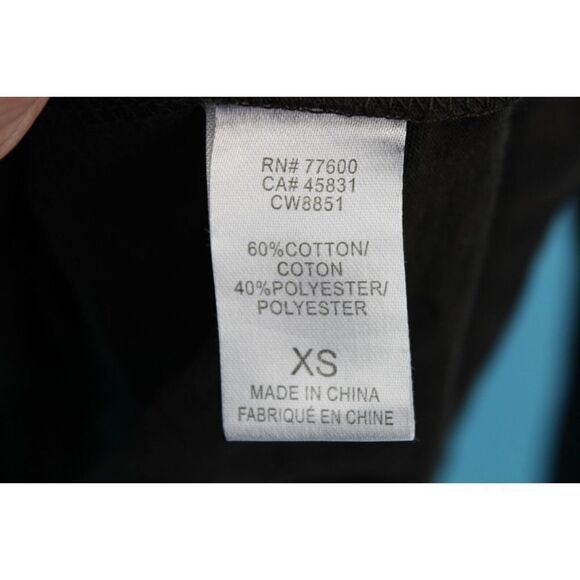 RN# 77600
CA# 45831
CW8851
60%COTTON/
COTON
40%POLYESTER/
POLYESTER
XS
MADE IN CHINA
FABRIQUÉ EN CHINE